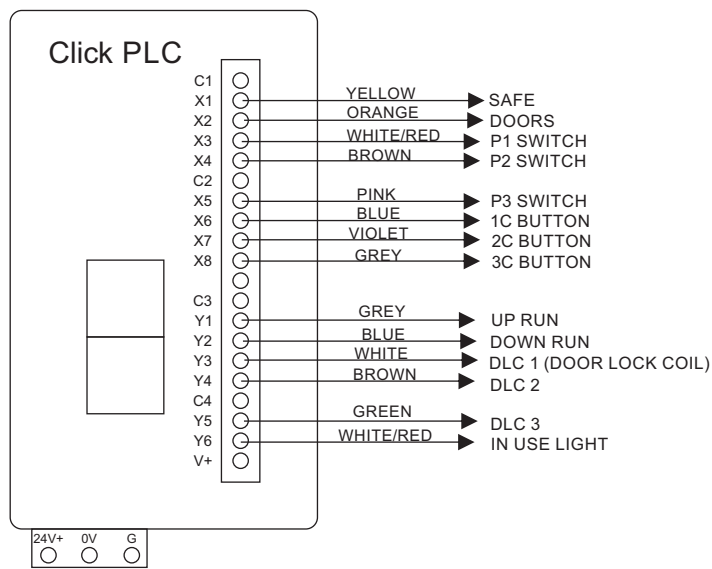 Click PLC
C1
X1 YELLOW SAFE
X2 ORANGE DOORS
X3 WHITE/RED P1 SWITCH
X4 BROWN P2 SWITCH
C2
X5 PINK P3 SWITCH
X6 BLUE 1C BUTTON
X7 VIOLET 2C BUTTON
X8 GREY 3C BUTTON
C3
Y1 GREY UP RUN
Y2 BLUE DOWN RUN
Y3 WHITE DLC 1 (DOOR LOCK COIL)
Y4 BROWN DLC 2
C4
Y5 GREEN DLC 3
Y6 WHITE/RED IN USE LIGHT
V+
24V+ 0V G